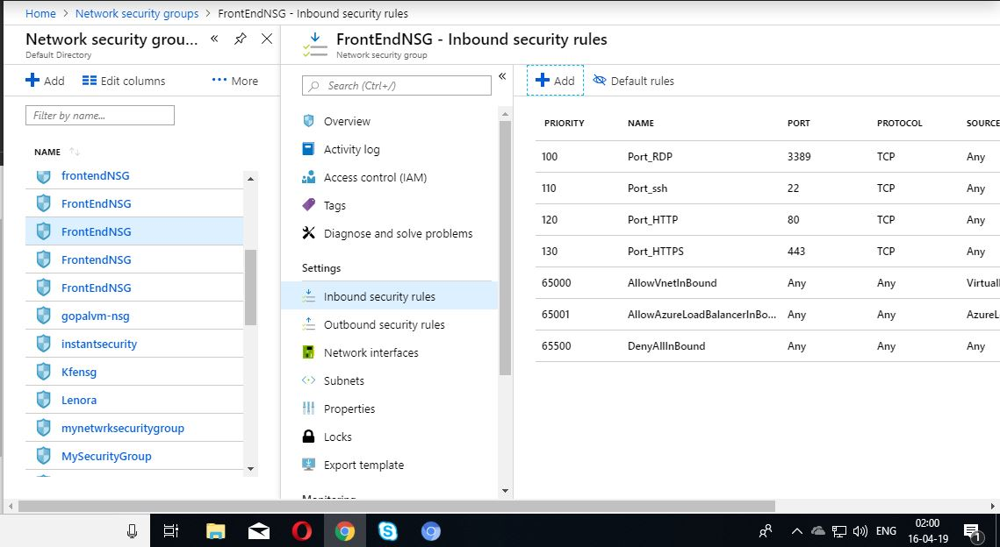 Home > Network security groups > FrontEndNSG - Inbound security rules
Network security grou... «
Default Directory
Add Edit columns ••• More
Filter by name...
NAME ↑↓
frontendNSG
FrontEndNSG
FrontEndNSG
FrontendNSG
FrontEndNSG
gopalvm-nsg
instantsecurity
Kfensg
Lenora
mynetwrksecuritygroup
MySecurityGroup
FrontEndNSG - Inbound security rules
Network security group
Search (Ctrl+/) «
Overview
Activity log
Access control (IAM)
Tags
Diagnose and solve problems
Settings
Inbound security rules
Outbound security rules
Network interfaces
Subnets
Properties
Locks
Export template
Monitoring
Add Default rules
PRIORITY NAME PORT PROTOCOL SOURCE
100 Port_RDP 3389 TCP Any
110 Port_ssh 22 TCP Any
120 Port_HTTP 80 TCP Any
130 Port_HTTPS 443 TCP Any
65000 AllowVnetInBound Any Any Virtual
65001 AllowAzureLoadBalancerInBo... Any Any AzureL
65500 DenyAllInBound Any Any Any
ENG
02:00
16-04-19
1